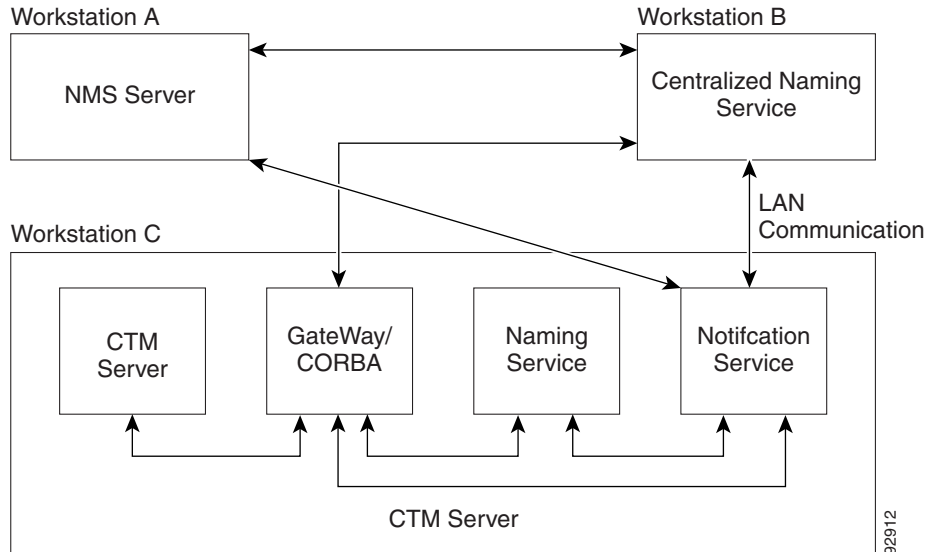 Workstation A
Workstation B
NMS Server
Centralized Naming
Service
LAN
Communication
Workstation C
CTM
Server
GateWay/
CORBA
Naming
Service
Notifcation
Service
CTM Server
92912